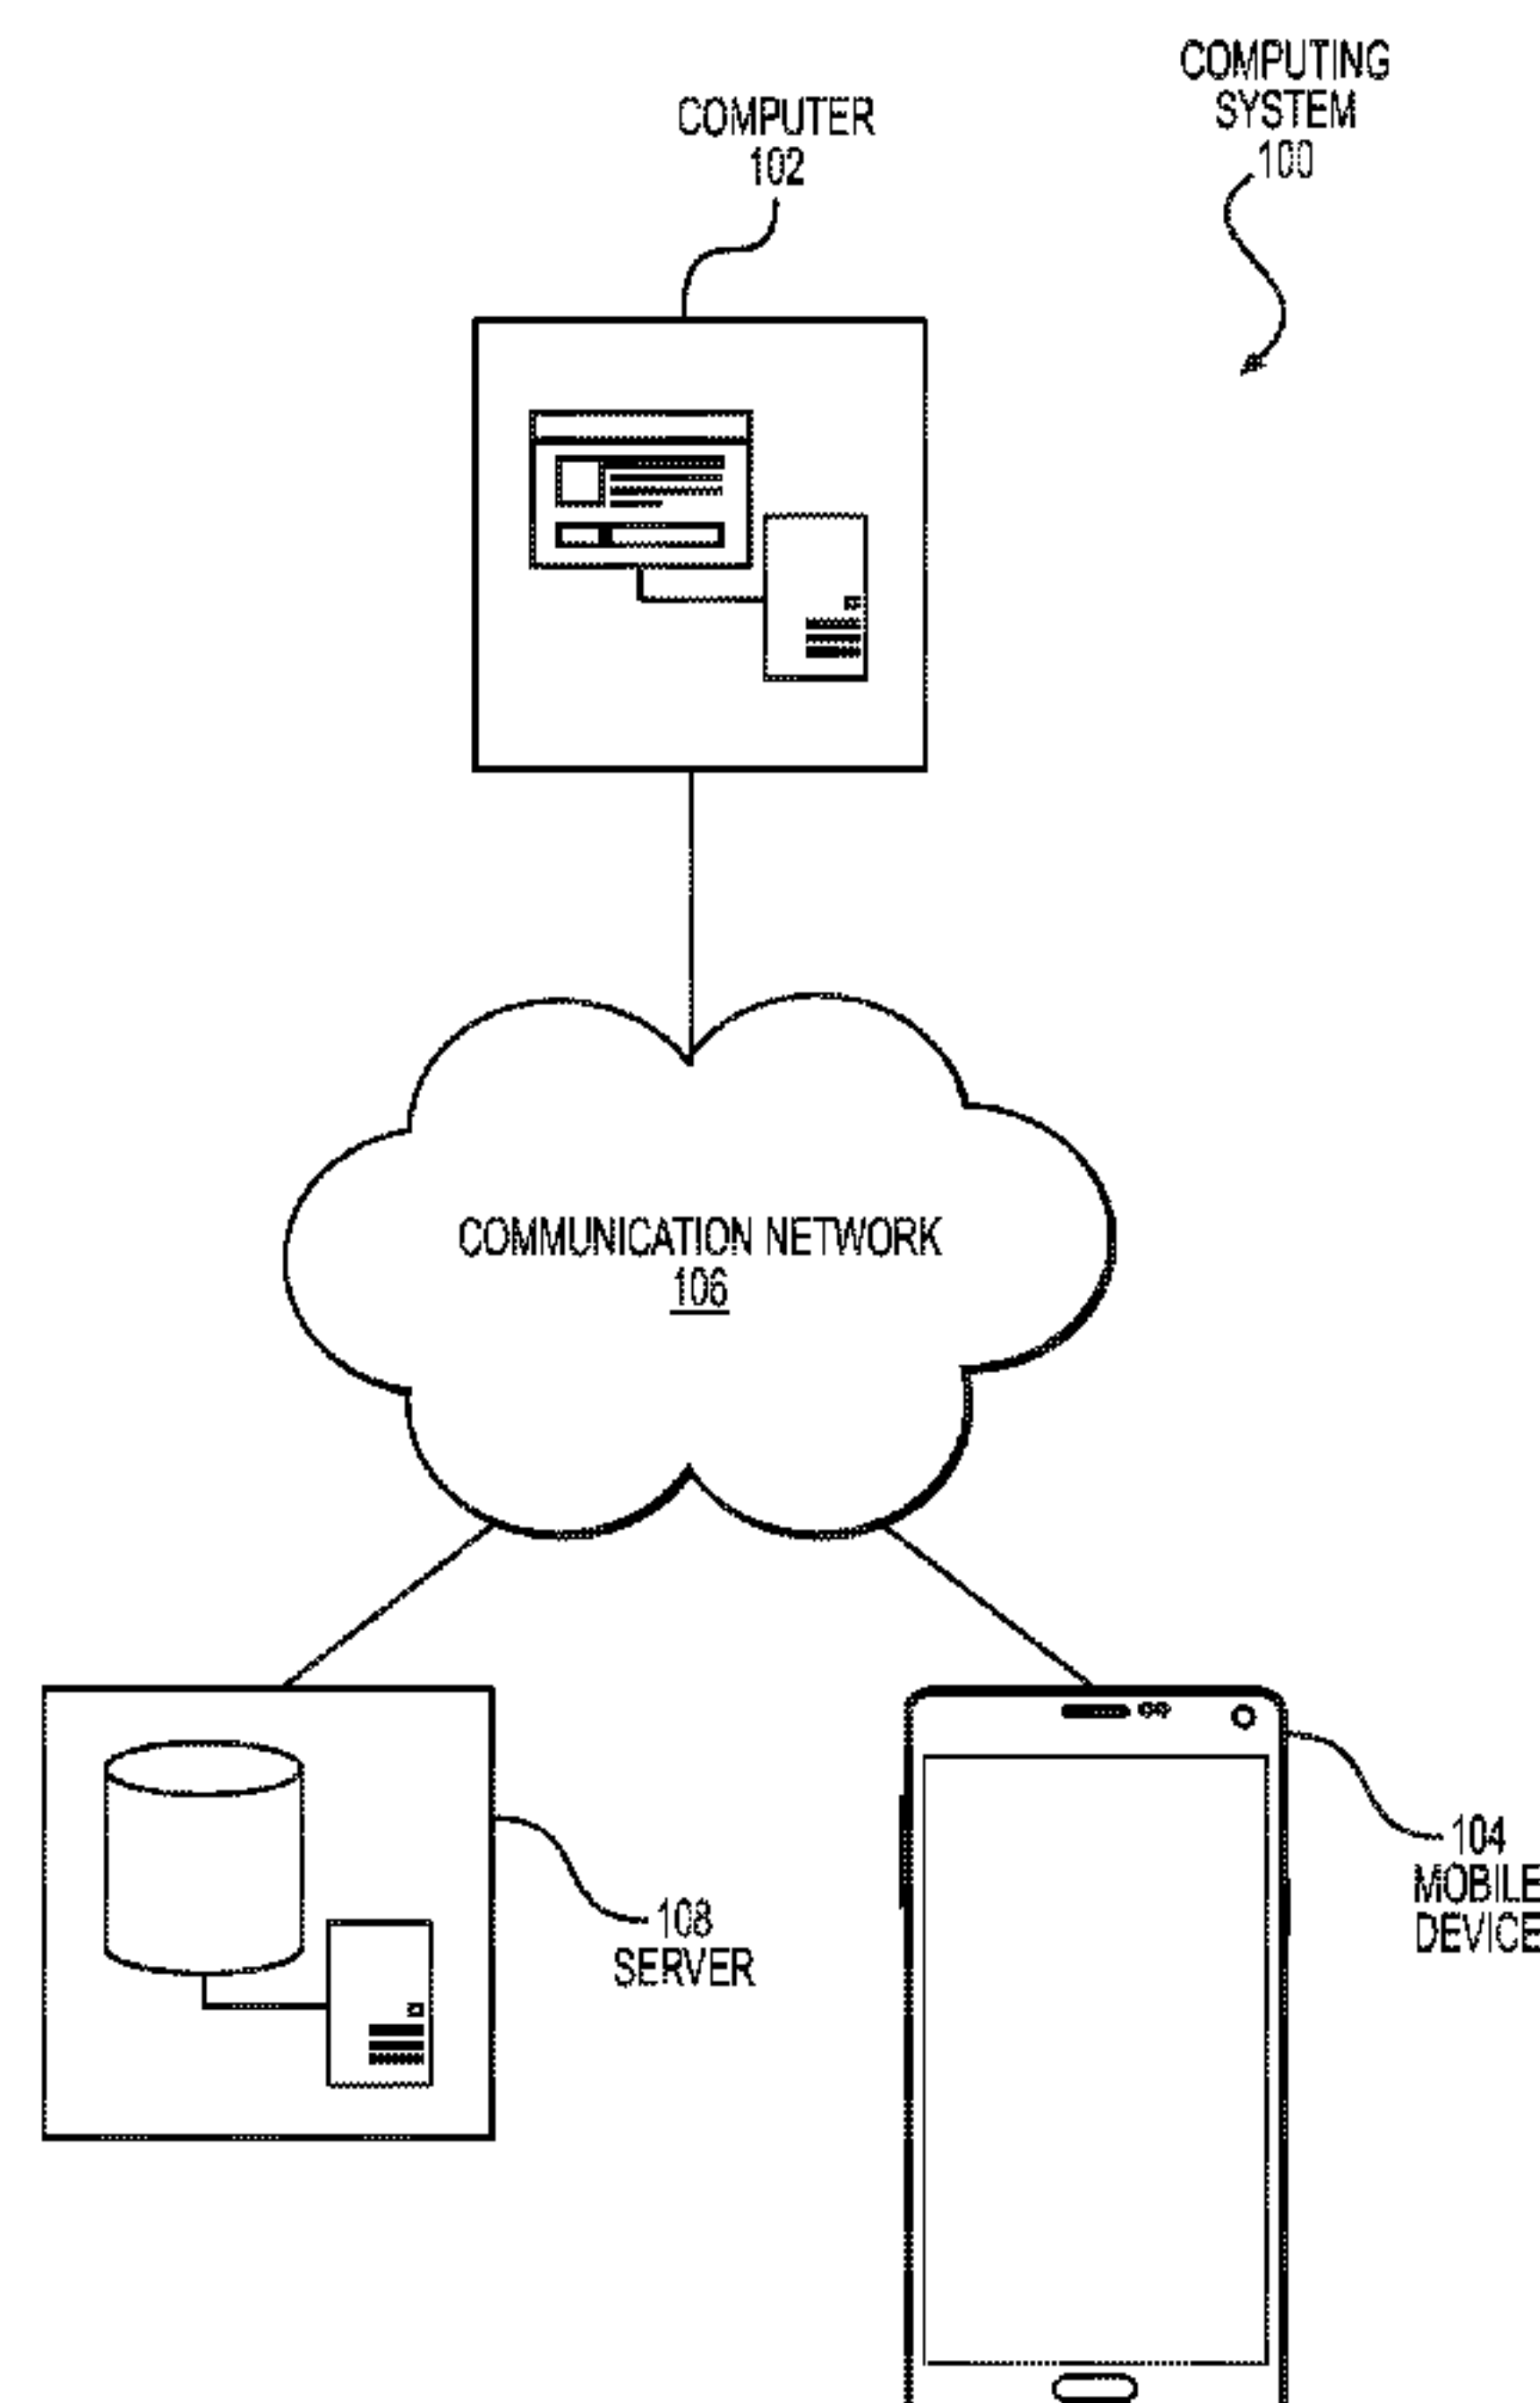 COMPUTING
SYSTEM
100
COMPUTER
102
COMMUNICATION NETWORK
106
108
SERVER
104
MOBILE
DEVICE